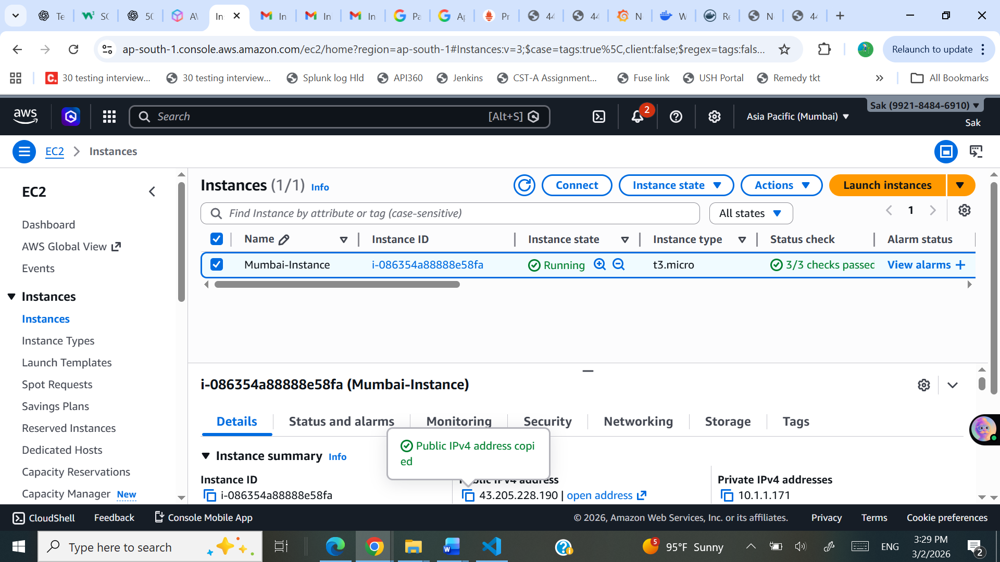 Te
SC
50
AV
In
In
In
In
Pa
Ap
Pr
44
44
N
W
Re
N
44
ap-south-1.console.aws.amazon.com/ec2/home?region=ap-south-1#Instances:v=3;$case=tags:true%5C,client:false;$regex=tags:fals...
Relaunch to update
30 testing interview...
30 testing interview...
Splunk log Hld
API360
Jenkins
CST-A Assignment...
Fuse link
USH Portal
Remedy tkt
All Bookmarks
aws
Search
[Alt+S]
2
Asia Pacific (Mumbai)
Sak (9921-8484-6910)
Sak
EC2
Instances
EC2
Dashboard
AWS Global View
Events
Instances
Instances
Instance Types
Launch Templates
Spot Requests
Savings Plans
Reserved Instances
Dedicated Hosts
Capacity Reservations
Capacity Manager New
Instances (1/1) Info
Connect
Instance state
Actions
Launch instances
Find Instance by attribute or tag (case-sensitive)
All states
1
Name
Instance ID
Instance state
Instance type
Status check
Alarm status
Mumbai-Instance
i-086354a88888e58fa
Running
t3.micro
3/3 checks passed
View alarms +
i-086354a88888e58fa (Mumbai-Instance)
Details
Status and alarms
Monitoring
Security
Networking
Storage
Tags
Public IPv4 address copi
ed
Instance summary Info
Instance ID
i-086354a88888e58fa
Public IPv4 address
43.205.228.190 | open address
Private IPv4 addresses
10.1.1.171
CloudShell
Feedback
Console Mobile App
© 2026, Amazon Web Services, Inc. or its affiliates.
Privacy
Terms
Cookie preferences
Type here to search
5
95°F Sunny
ENG
3:29 PM
3/2/2026
2